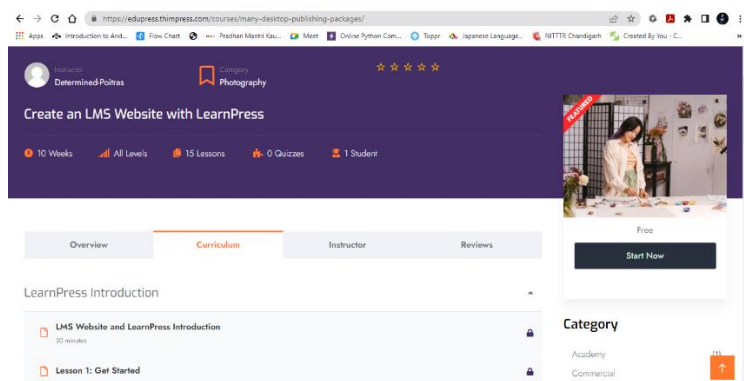 https://edupress.thimpress.com/courses/many-desktop-publishing-packages/
Apps Introduction to And... Flow Chart Pradhan Mantri Kau... Meet Online Python Com... Toppr Japanese Language... NITTTR Chandigarh Created By You - C... »
Instructor
Determined-Poitras
Category
Photography
Create an LMS Website with LearnPress
10 Weeks All Levels 15 Lessons 0 Quizzes 1 Student
FEATURED
Free
Start Now
Overview Curriculum Instructor Reviews
LearnPress Introduction
LMS Website and LearnPress Introduction
30 minutes
Lesson 1: Get Started
Category
Academy
Commercial